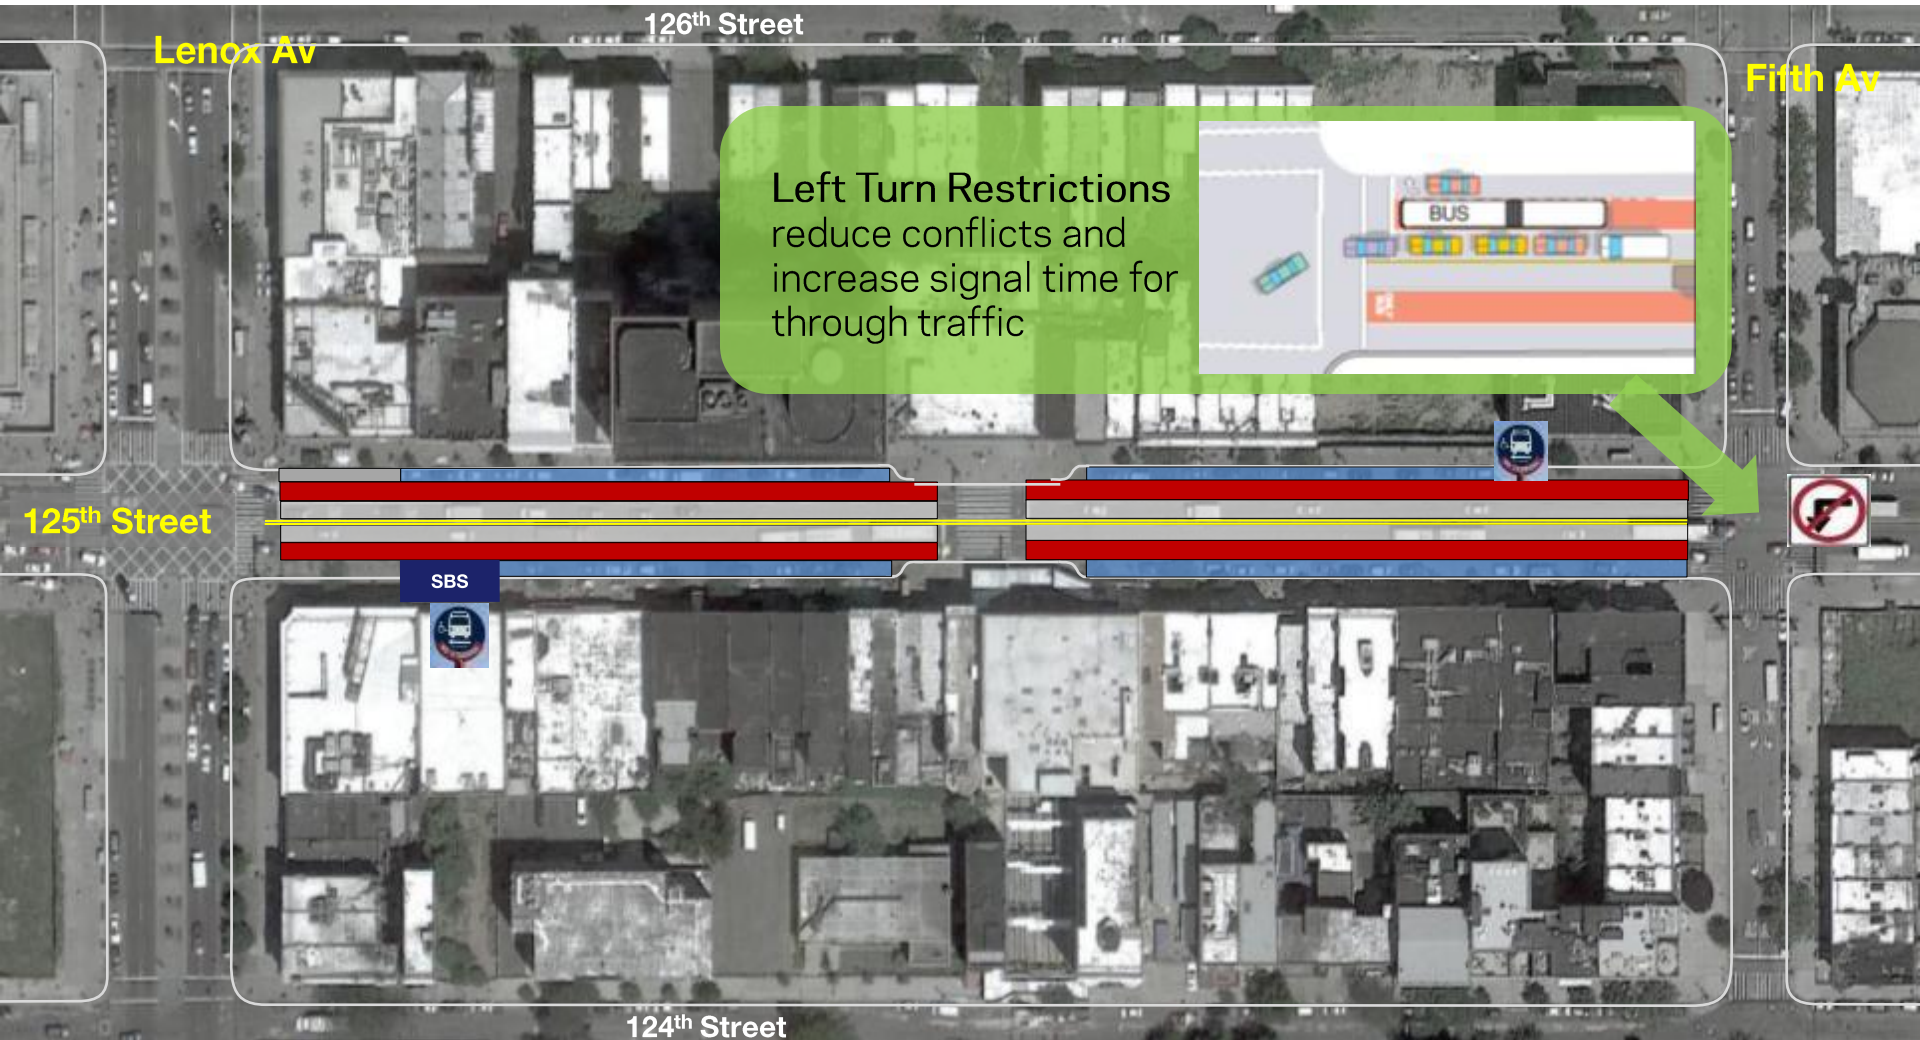 126th Street
Lenox Av
Fifth Av
Left Turn Restrictions
reduce conflicts and
increase signal time for
through traffic
BUS
125th Street
SBS
124th Street